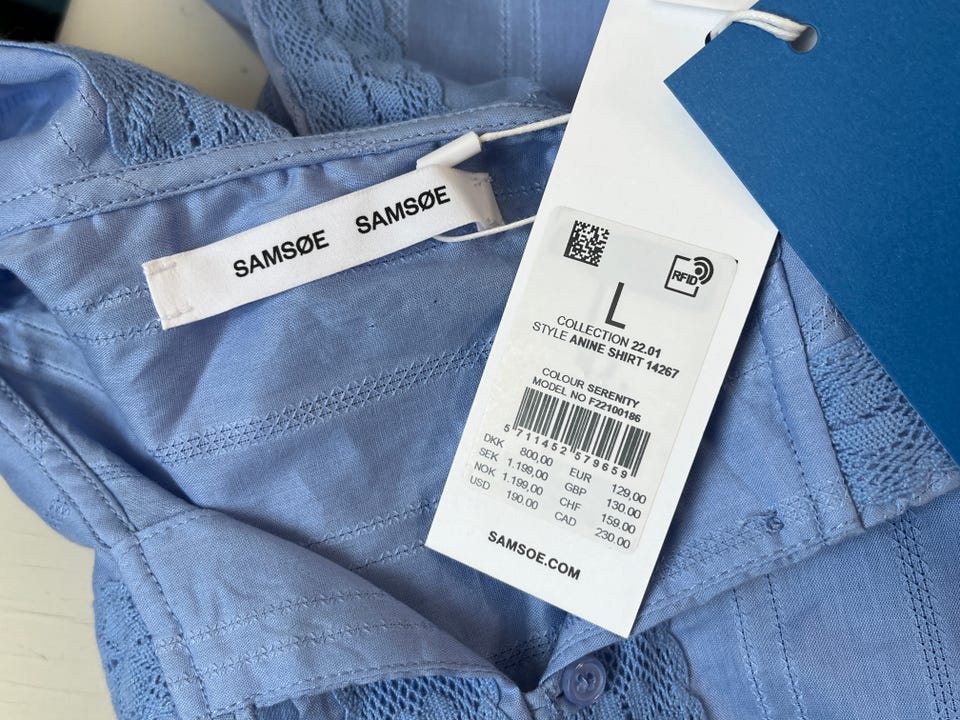 SAMSØE SAMSØE
RFID
L
COLLECTION 22.01
STYLE ANINE SHIRT 14267
COLOUR SERENITY
MODEL NO F22100186
5 711452 579659
DKK 800,00 EUR 129,00
SEK 1.199,00 GBP 130.00
NOK 1.199,00 CHF 159.00
USD 190.00 CAD 230.00
SAMSOE.COM